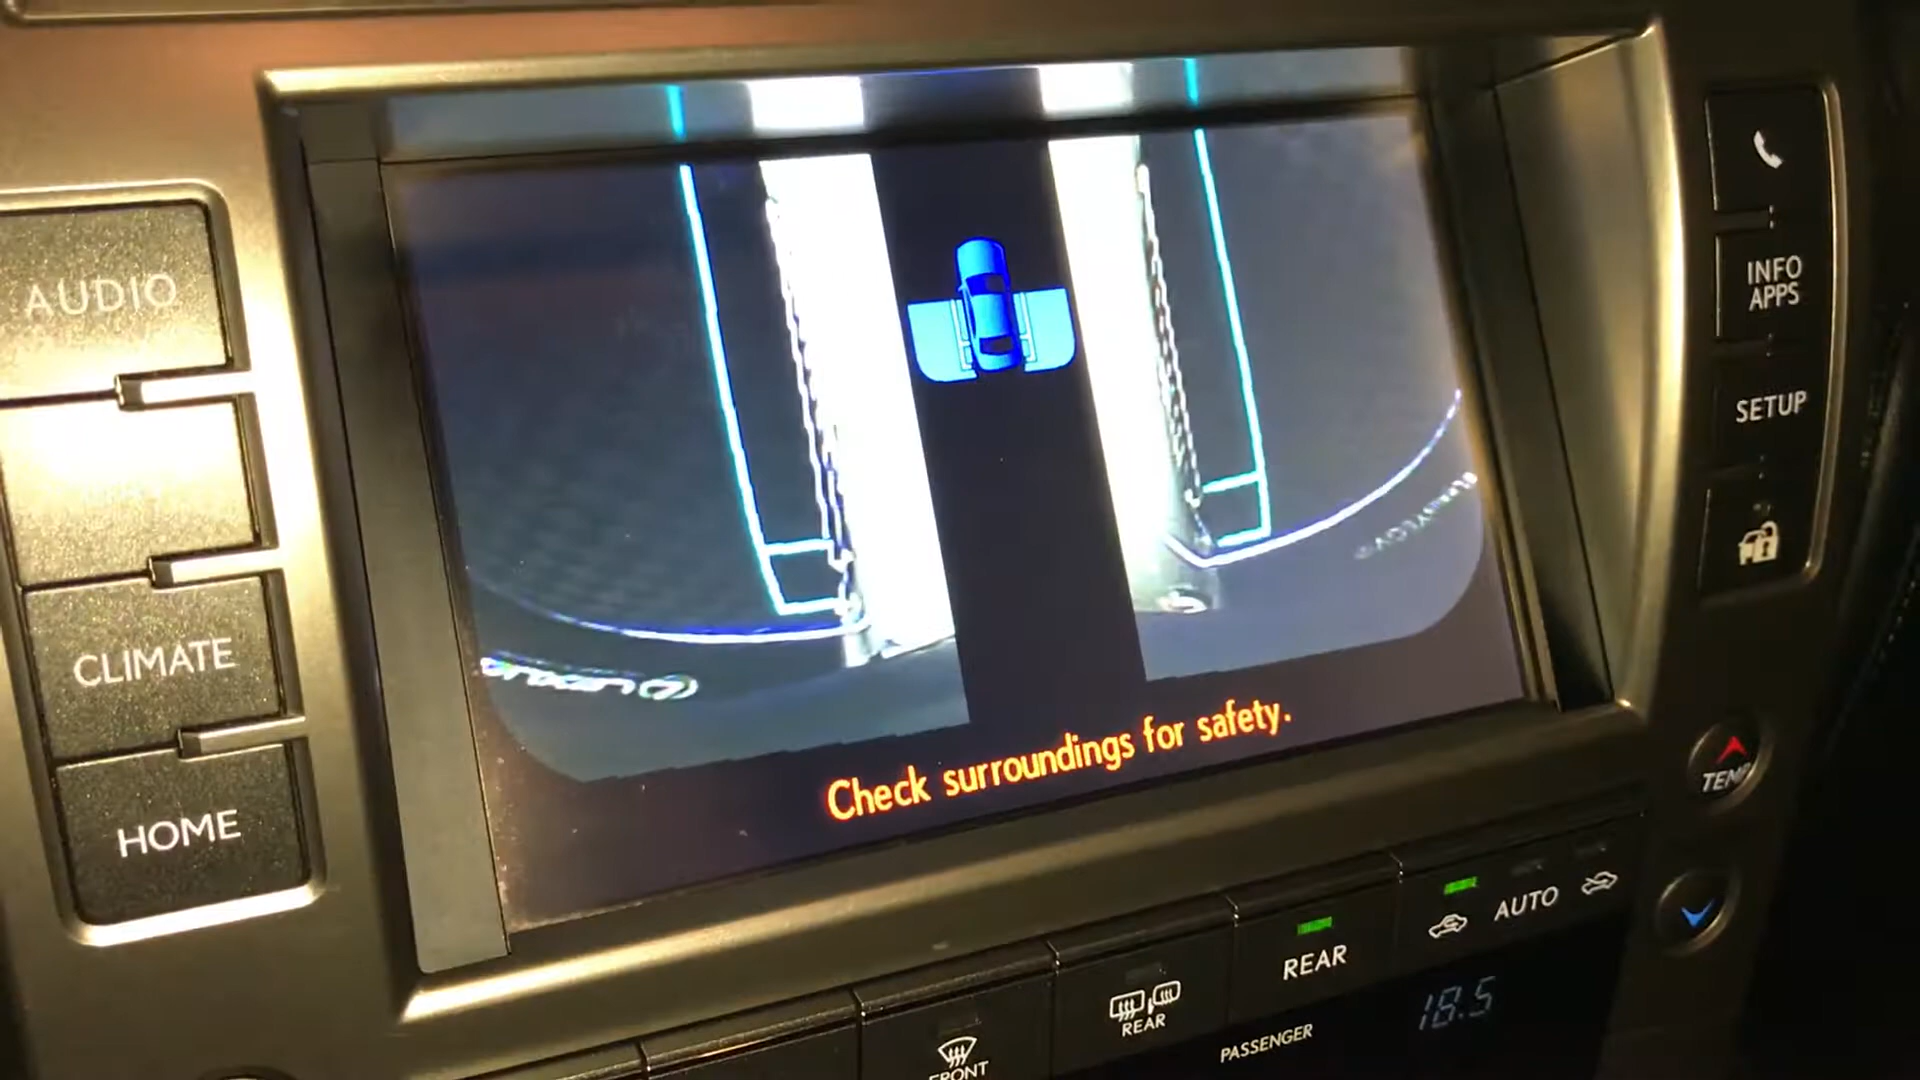 AUDIO
CLIMATE
HOME
Check surroundings for safety.
INFO
APPS
SETUP
TEMP
AUTO
REAR
REAR
FRONT
PASSENGER
18.5